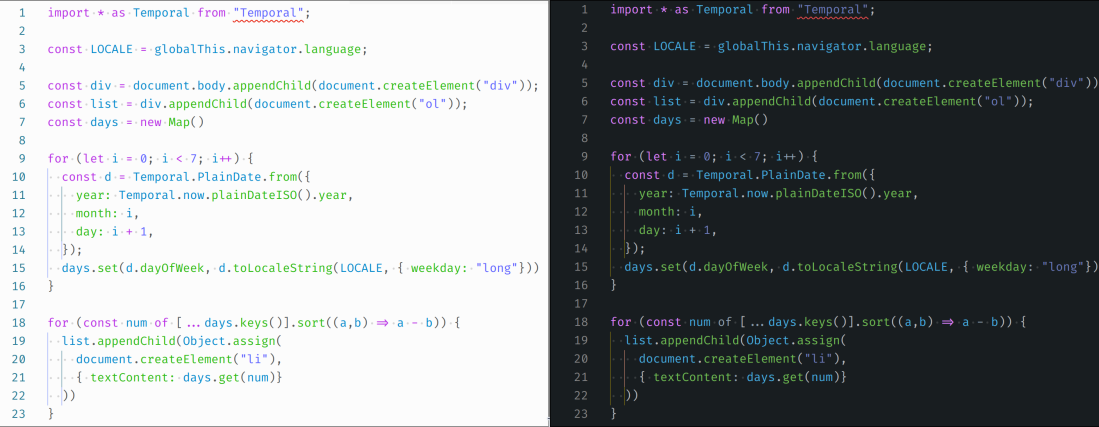 1 import * as Temporal from "Temporal";
2
3 const LOCALE = globalThis.navigator.language;
4
5 const div = document.body.appendChild(document.createElement("div"));
6 const list = div.appendChild(document.createElement("ol"));
7 const days = new Map()
8
9 for (let i = 0; i < 7; i++) {
10 const d = Temporal.PlainDate.from({
11 year: Temporal.now.plainDateISO().year,
12 month: i,
13 day: i + 1,
14 });
15 days.set(d.dayOfWeek, d.toLocaleString(LOCALE, { weekday: "long"}))
16 }
17
18 for (const num of [...days.keys()].sort((a,b) => a - b)) {
19 list.appendChild(Object.assign(
20 document.createElement("li"),
21 { textContent: days.get(num)}
22 ))
23 }
1 import * as Temporal from "Temporal";
2
3 const LOCALE = globalThis.navigator.language;
4
5 const div = document.body.appendChild(document.createElement("div"))
6 const list = div.appendChild(document.createElement("ol"));
7 const days = new Map()
8
9 for (let i = 0; i < 7; i++) {
10 const d = Temporal.PlainDate.from({
11 year: Temporal.now.plainDateISO().year,
12 month: i,
13 day: i + 1,
14 });
15 days.set(d.dayOfWeek, d.toLocaleString(LOCALE, { weekday: "long"})
16 }
17
18 for (const num of [...days.keys()].sort((a,b) => a - b)) {
19 list.appendChild(Object.assign(
20 document.createElement("li"),
21 { textContent: days.get(num)}
22 ))
23 }